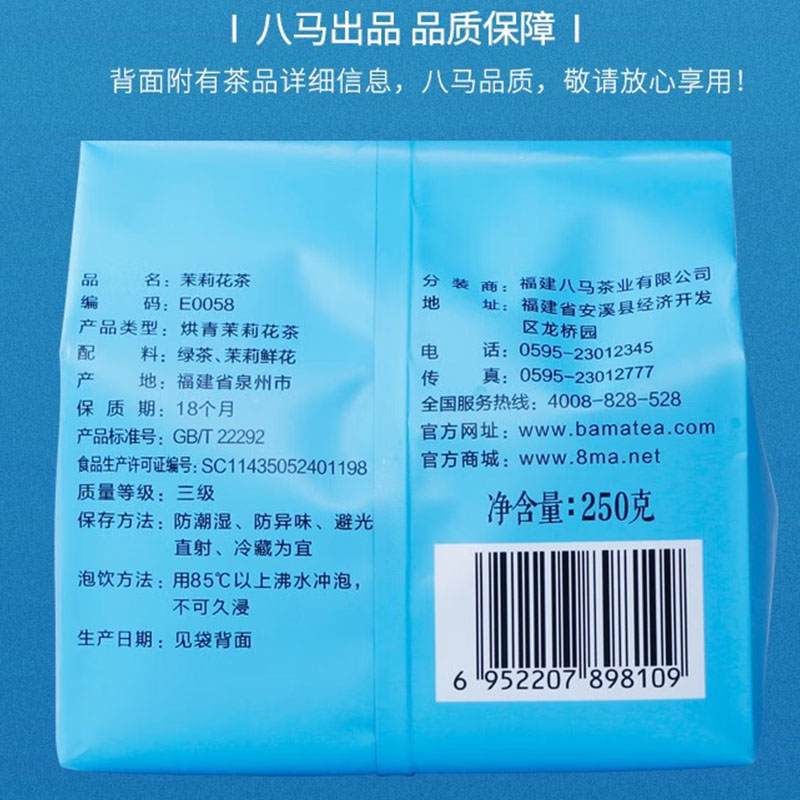 八马出品 品质保障
背面附有茶品详细信息，八马品质，敬请放心享用！
品 名：茉莉花茶
编 码：E0058
产品类型：烘青茉莉花茶
配 料：绿茶、茉莉鲜花
产 地：福建省泉州市
保 质 期：18个月
产品标准号：GB/T 22292
食品生产许可证编号：SC11435052401198
质量等级：三级
保存方法：防潮湿、防异味、避光
直射、冷藏为宜
泡饮方法：用85℃以上沸水冲泡，
不可久浸
生产日期：见袋背面
分 装 商：福建八马茶业有限公司
地 址：福建省安溪县经济开发
区龙桥园
电 话：0595-23012345
传 真：0595-23012777
全国服务热线：4008-828-528
官方网址：www.bamatea.com
官方商城：www.8ma.net
净含量：250克
6 952207 898109